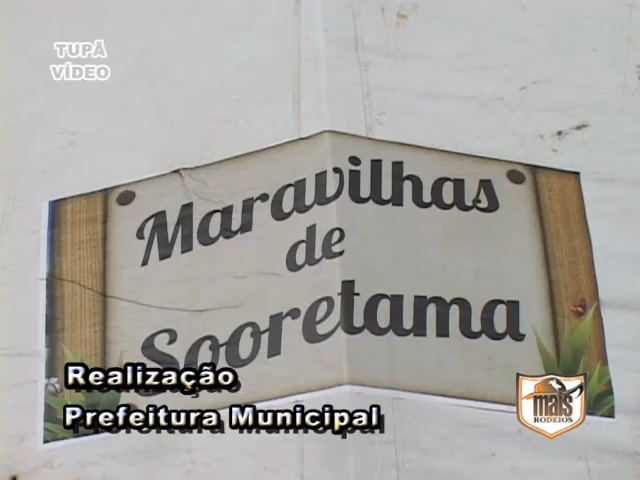 TUPÃ
VÍDEO
Maravilhas
de
Sooretama
Realização
Prefeitura Municipal
mais
RODEIOS